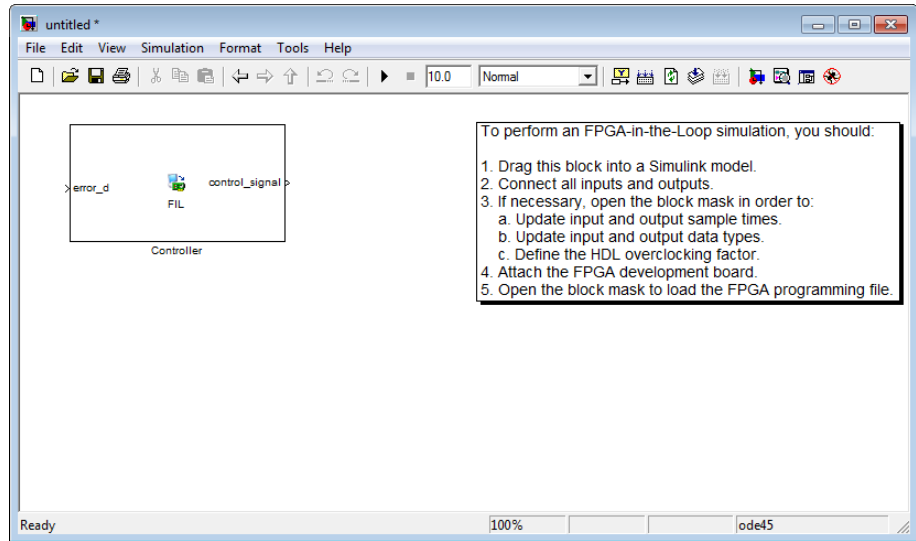 untitled *
File Edit View Simulation Format Tools Help
10.0 Normal
To perform an FPGA-in-the-Loop simulation, you should:
1. Drag this block into a Simulink model.
2. Connect all inputs and outputs.
3. If necessary, open the block mask in order to:
a. Update input and output sample times.
b. Update input and output data types.
c. Define the HDL overclocking factor.
4. Attach the FPGA development board.
5. Open the block mask to load the FPGA programming file.
error_d
control_signal
FIL
Controller
Ready 100% ode45